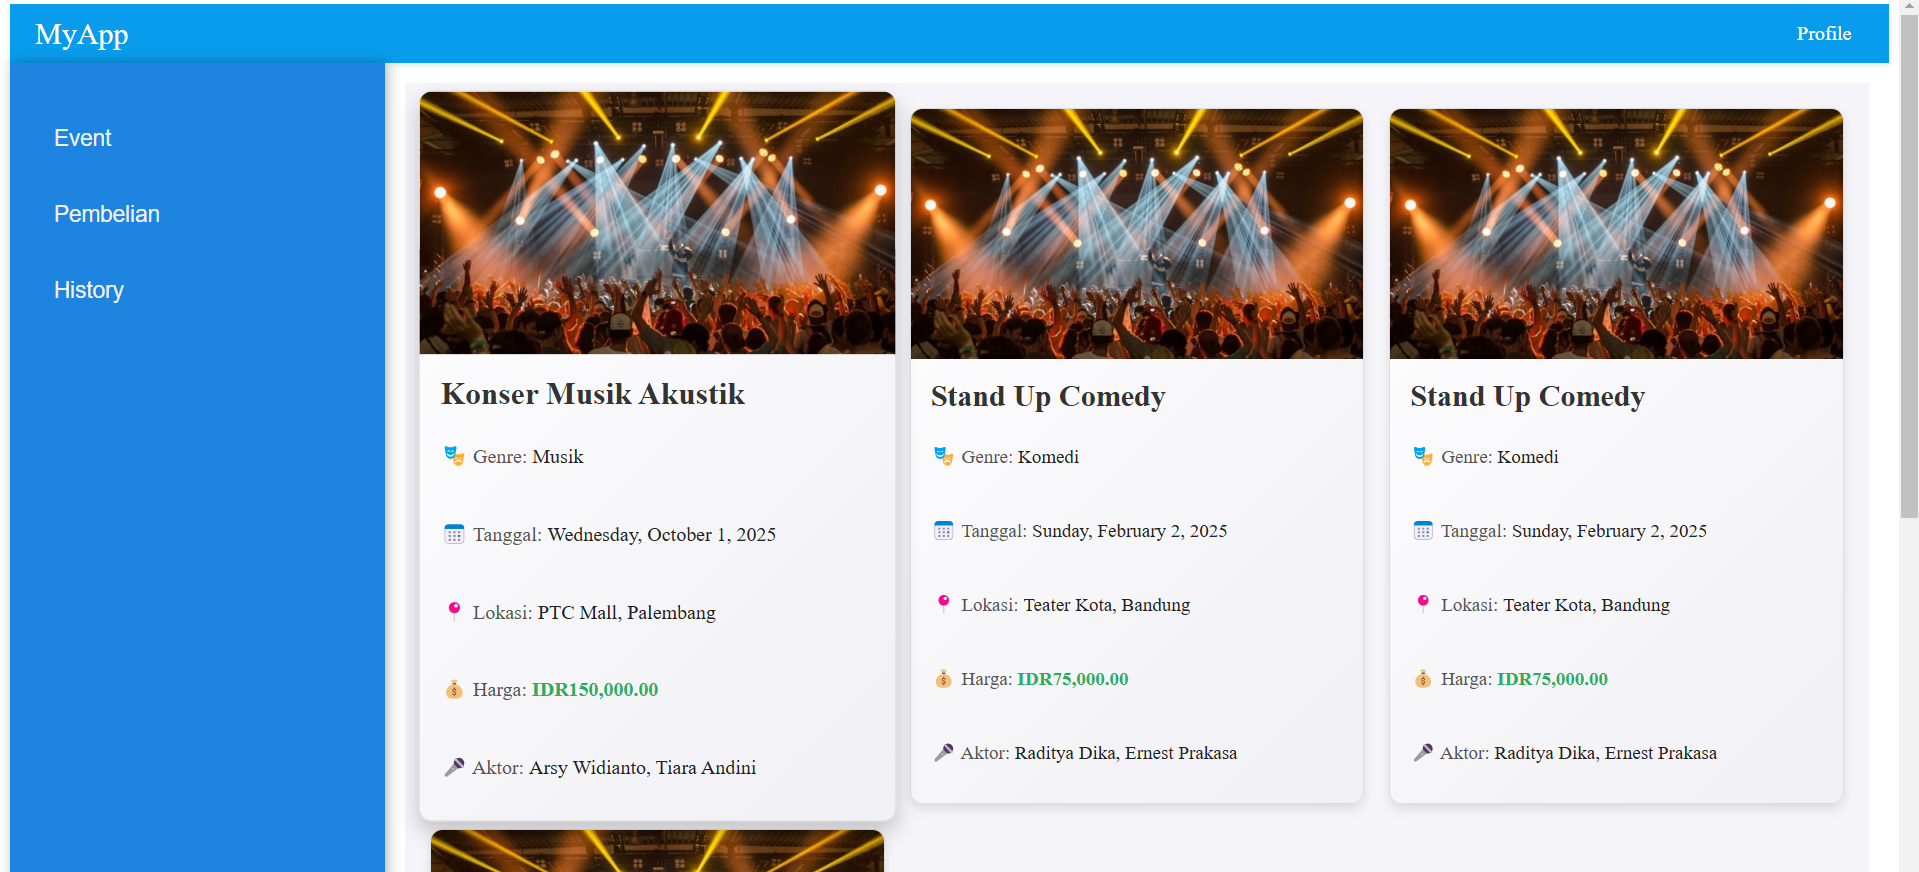 MyApp
Profile
Event
Pembelian
History
Konser Musik Akustik
Genre: Musik
Tanggal: Wednesday, October 1, 2025
Lokasi: PTC Mall, Palembang
Harga: IDR150,000.00
Aktor: Arsy Widianto, Tiara Andini
Stand Up Comedy
Genre: Komedi
Tanggal: Sunday, February 2, 2025
Lokasi: Teater Kota, Bandung
Harga: IDR75,000.00
Aktor: Raditya Dika, Ernest Prakasa
Stand Up Comedy
Genre: Komedi
Tanggal: Sunday, February 2, 2025
Lokasi: Teater Kota, Bandung
Harga: IDR75,000.00
Aktor: Raditya Dika, Ernest Prakasa